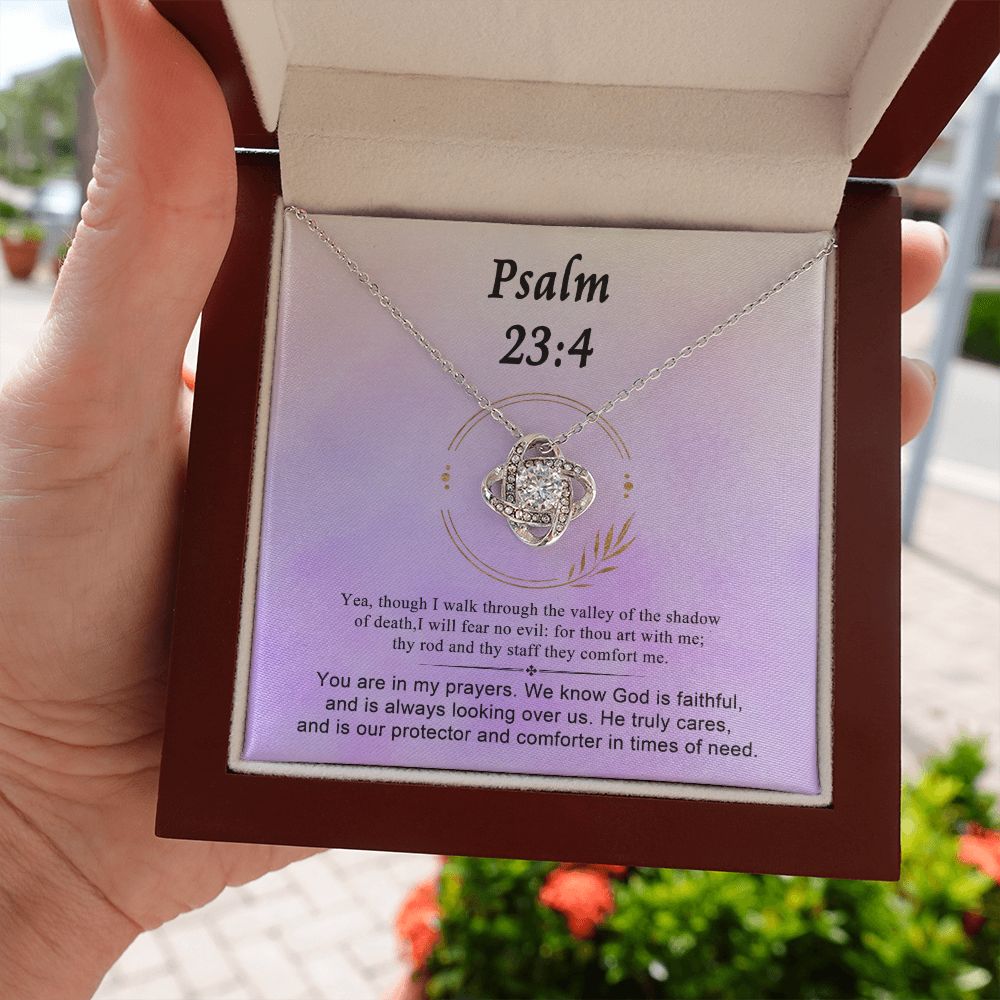 Psalm
23:4
Yea, though I walk through the valley of the shadow
of death,I will fear no evil: for thou art with me;
thy rod and thy staff they comfort me.
You are in my prayers. We know God is faithful,
and is always looking over us. He truly cares,
and is our protector and comforter in times of need.